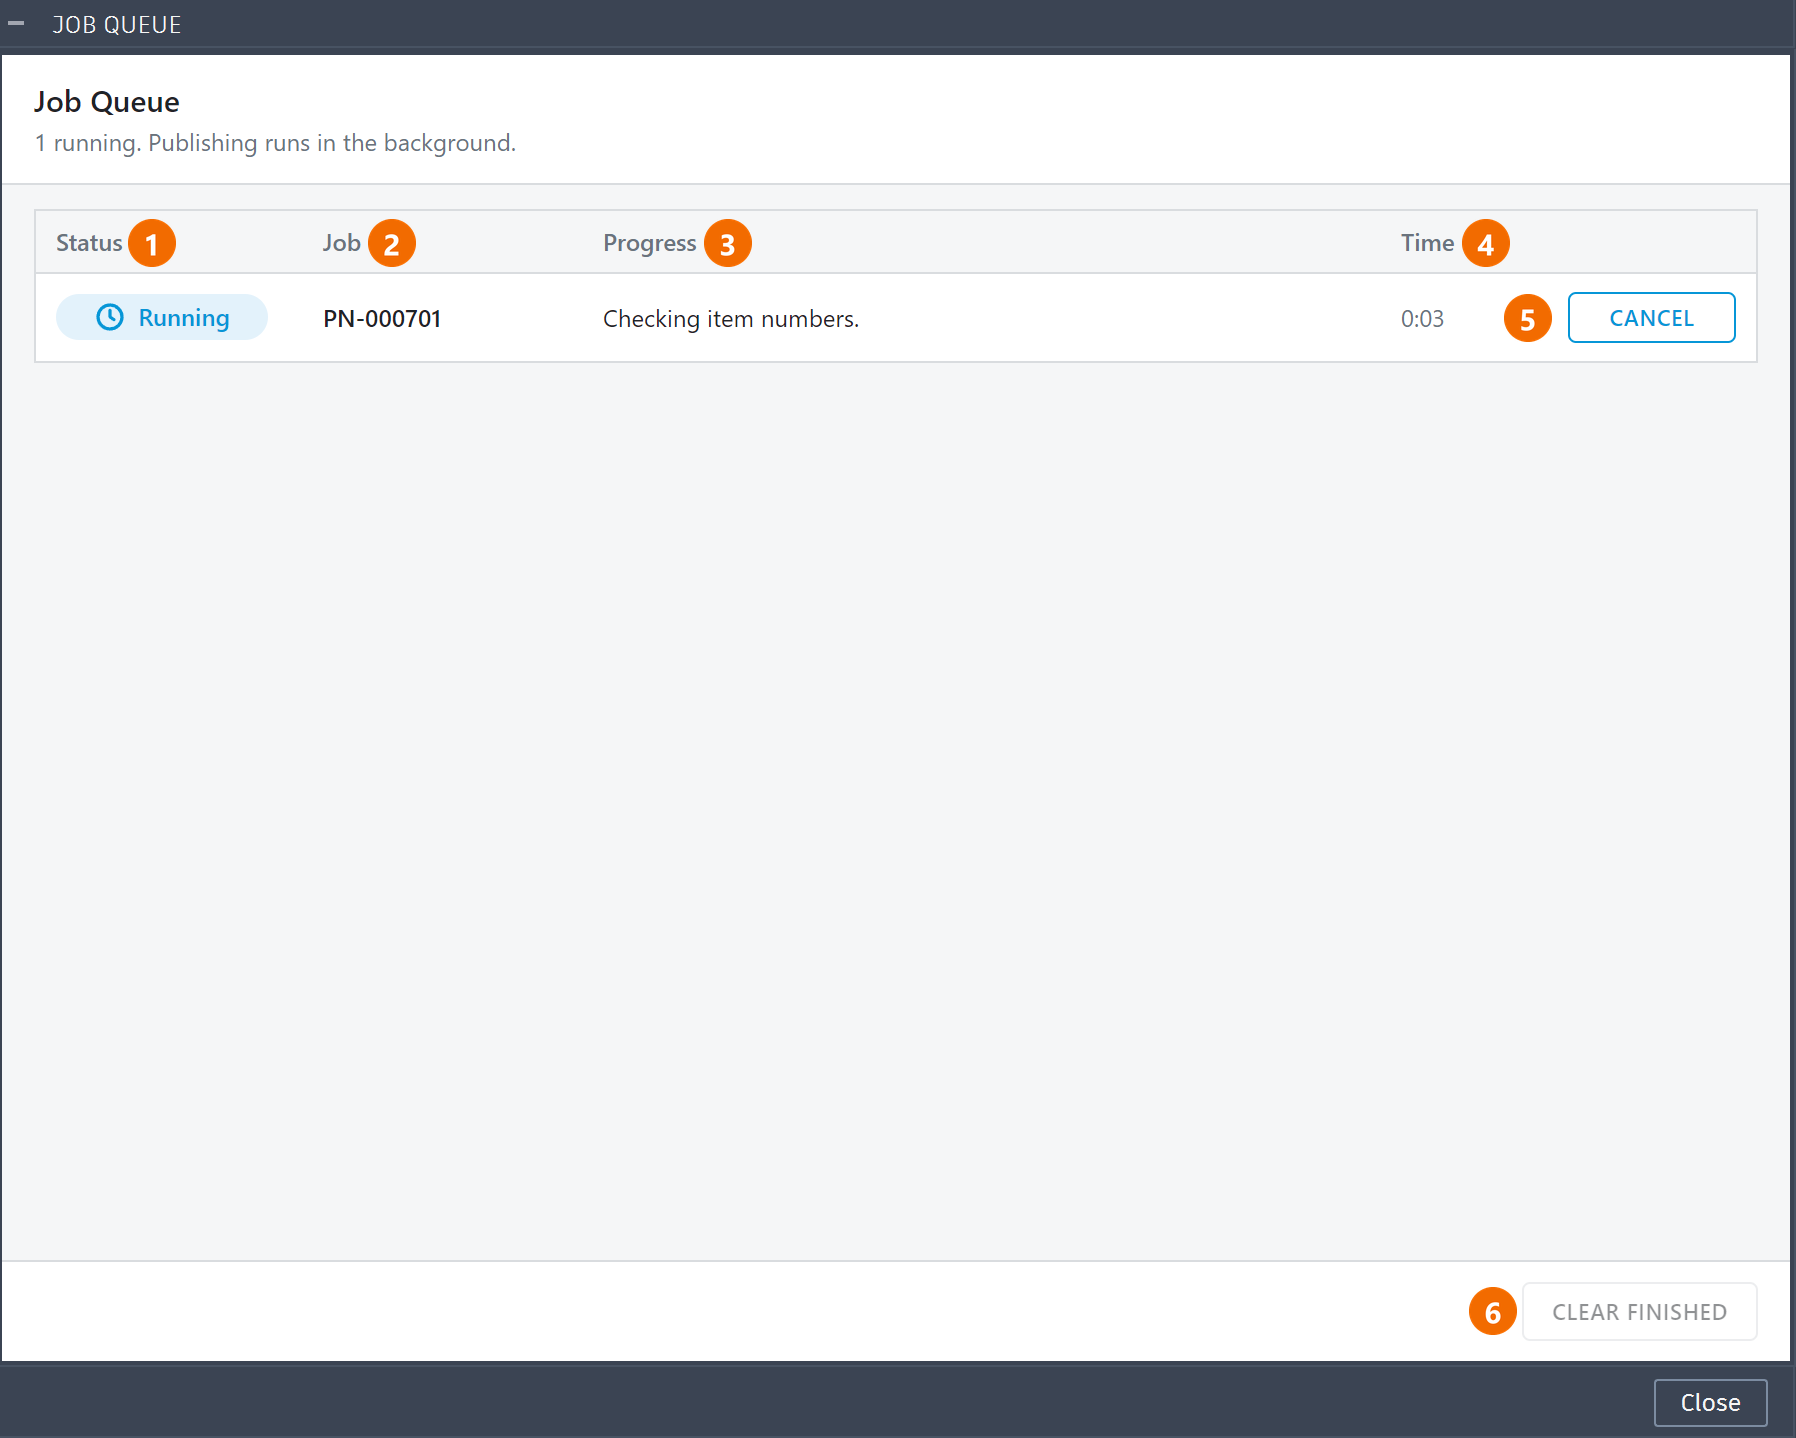 JOB QUEUE
Job Queue
1 running. Publishing runs in the background.
Status 1 Job 2 Progress 3 Time 4
Running PN-000701 Checking item numbers. 0:03 5 CANCEL
6 CLEAR FINISHED
Close